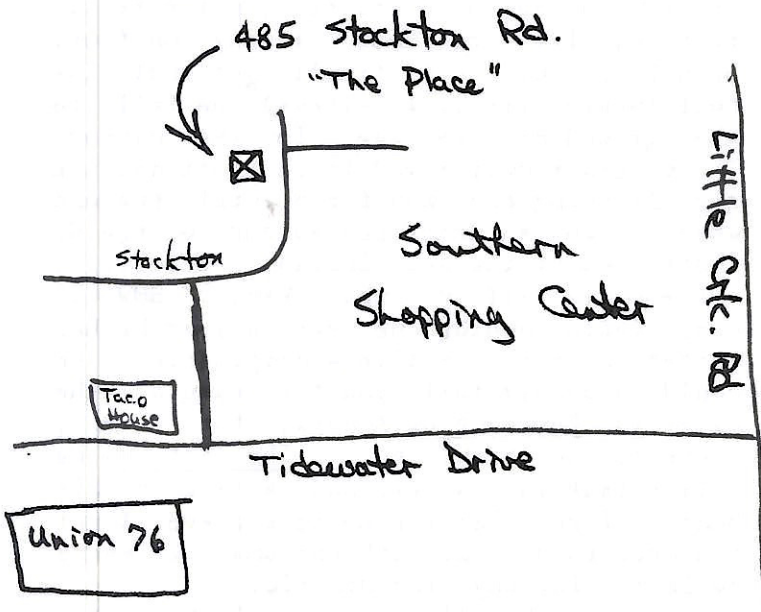 485 Stockton Rd.
"The Place"
Little Crk. Rd
Stockton
Southern
Shopping Center
Taco
House
Tidewater Drive
Union 76